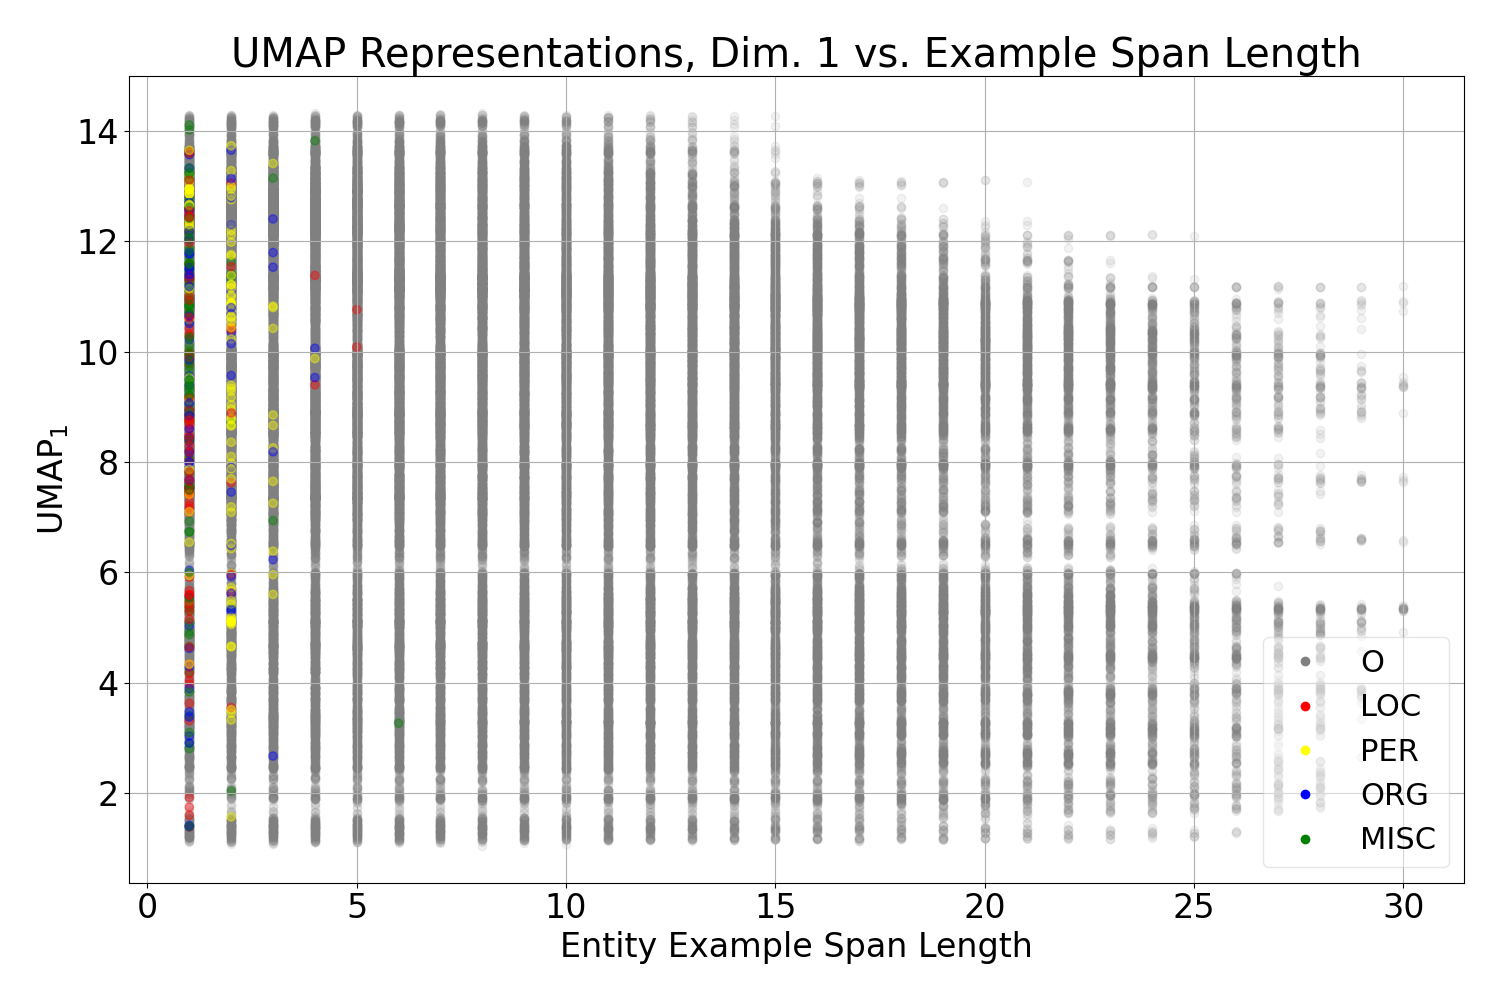 UMAP Representations, Dim. 1 vs. Example Span Length
14
12
10
8
6
4
2
UMAP₁
0 5 10 15 20 25 30
Entity Example Span Length
O
LOC
PER
ORG
MISC